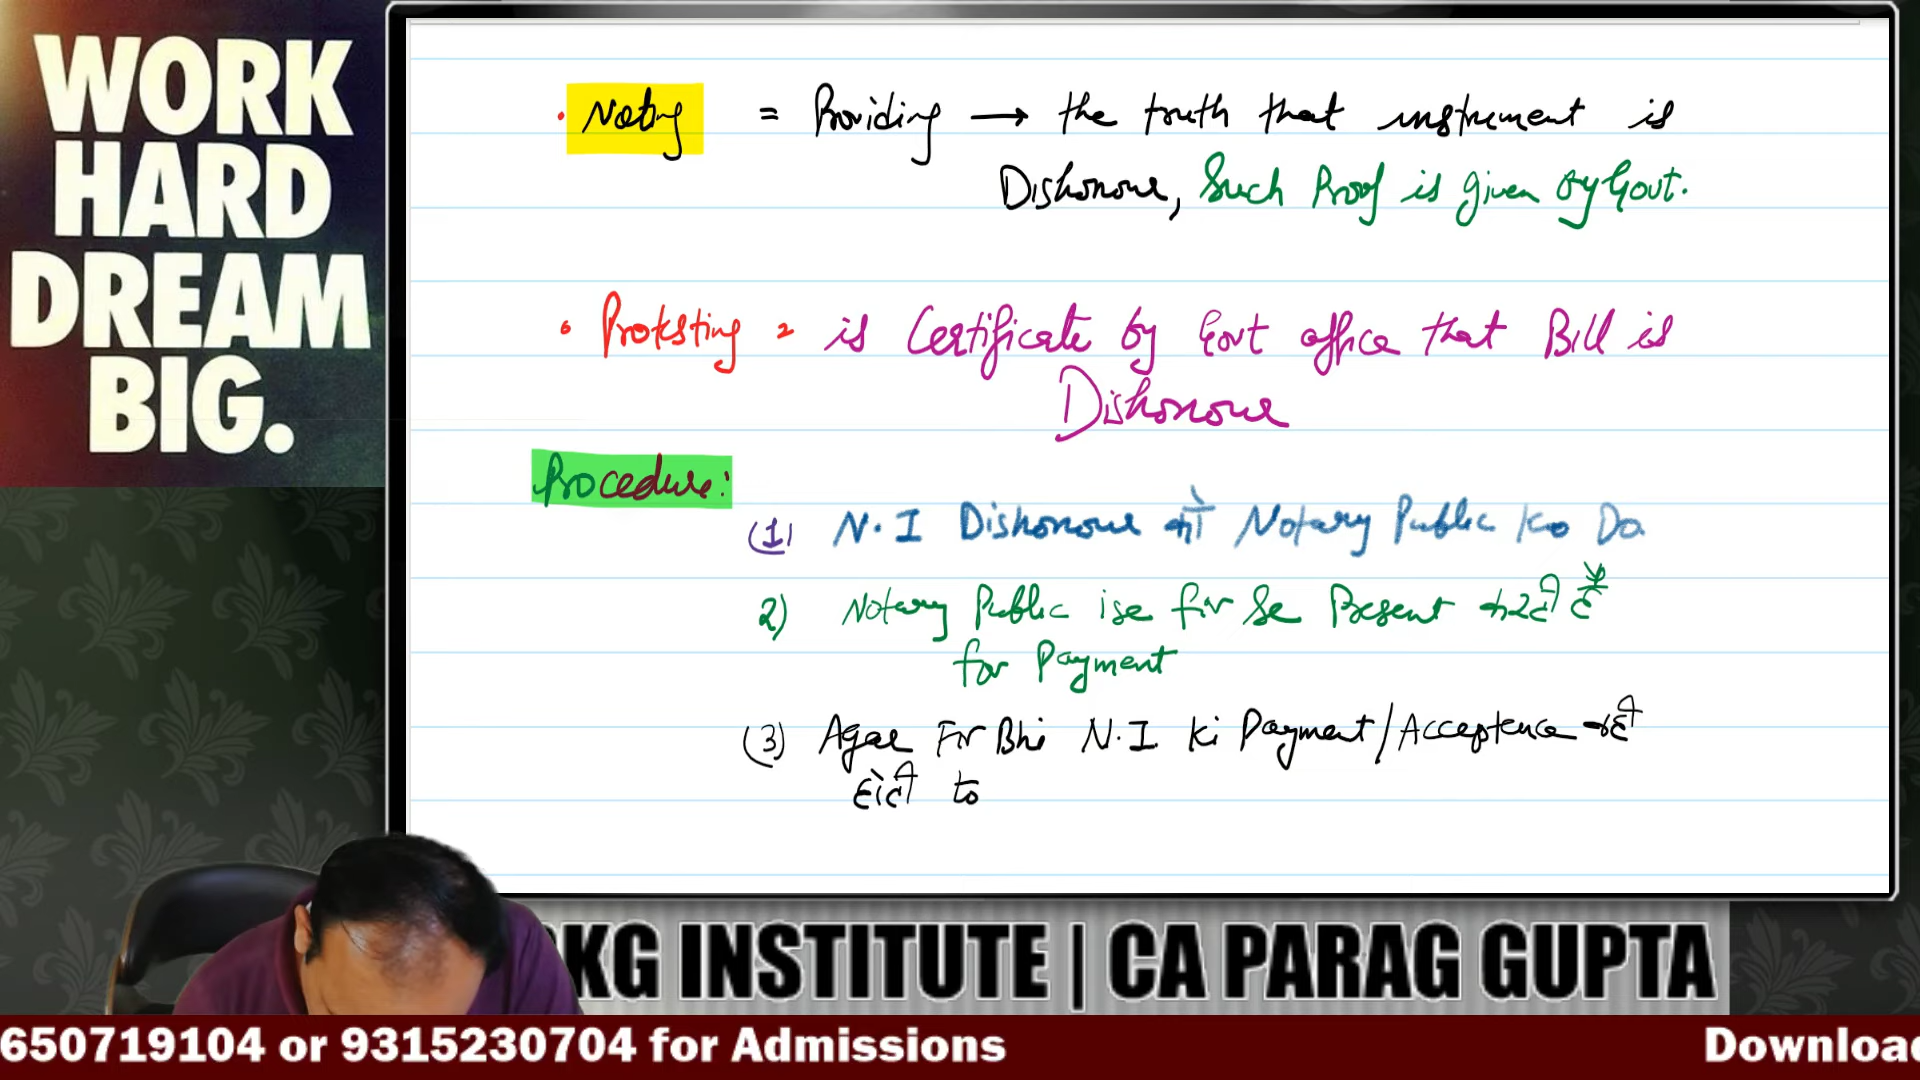 WORK
HARD
DREAM
BIG.
• Noting = Providing → the truth that instrument is
Dishonour, Such Proof is given by Govt.
• Protesting = is Certificate by Govt office that Bill is
Dishonour
Procedure:
(1) N.I Dishonour को Notary Public Ko Do
2) Notary Public ise fir se Present करते हैं
for Payment
(3) Agar Fir Bhi N.I. Ki Payment/Acceptence नहीं
होती to
KG INSTITUTE | CA PARAG GUPTA
650719104 or 9315230704 for Admissions
Downloa